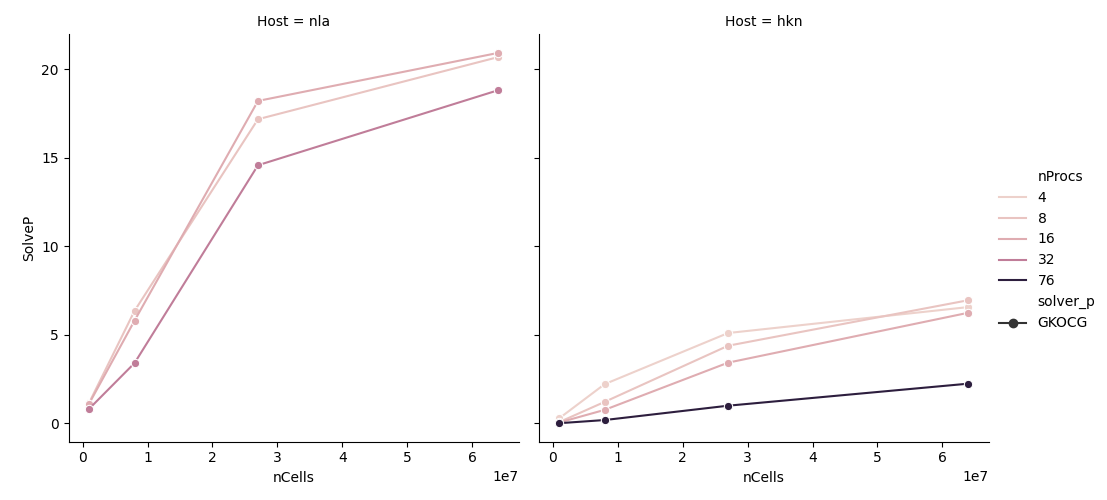 Host = nla
Host = hkn
SolveP
20
15
10
5
0
0 1 2 3 4 5 6
1e7
nCells
0 1 2 3 4 5 6
1e7
nCells
nProcs
4
8
16
32
76
solver_p
GKOCG